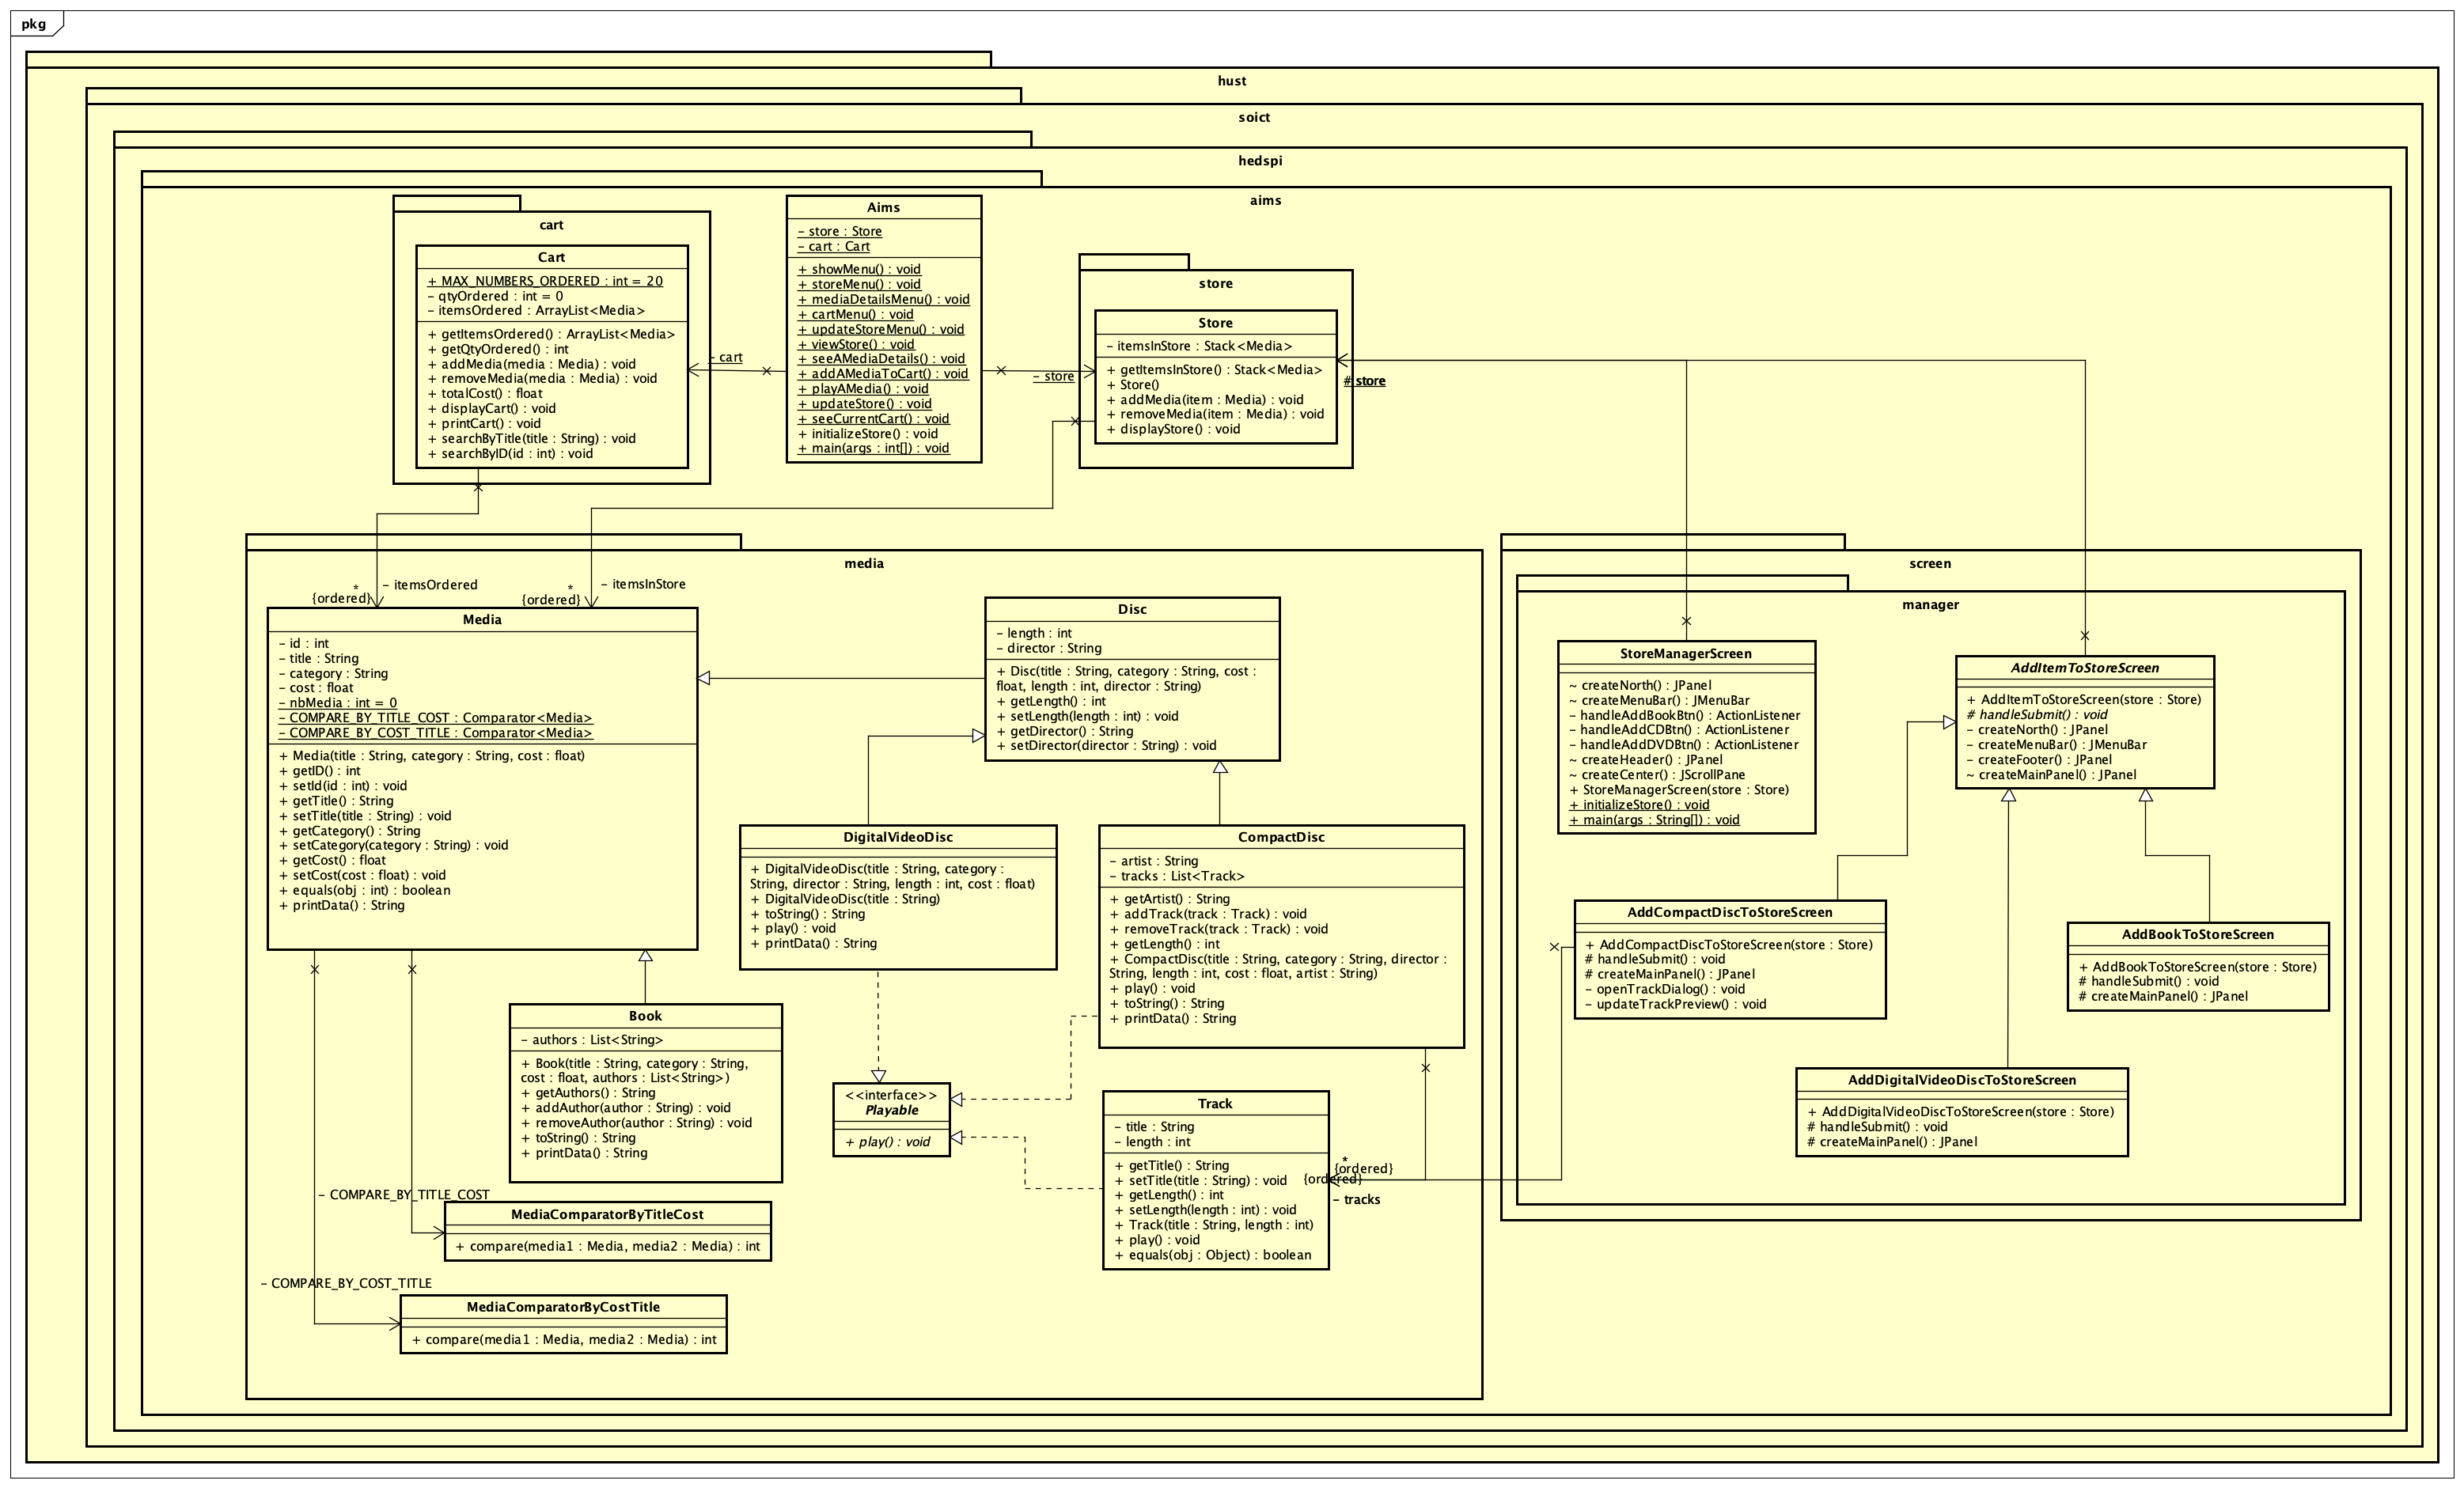 pkg
hust
soict
hedspi
aims
cart
Cart
+ MAX_NUMBERS_ORDERED : int = 20
– qtyOrdered : int = 0
– itemsOrdered : ArrayList<Media>
+ getItemsOrdered() : ArrayList<Media>
+ getQtyOrdered() : int
+ addMedia(media : Media) : void
+ removeMedia(media : Media) : void
+ totalCost() : float
+ displayCart() : void
+ printCart() : void
+ searchByTitle(title : String) : void
+ searchByID(id : int) : void
– cart
Aims
– store : Store
– cart : Cart
+ showMenu() : void
+ storeMenu() : void
+ mediaDetailsMenu() : void
+ cartMenu() : void
+ updateStoreMenu() : void
+ viewStore() : void
+ seeAMediaDetails() : void
+ addAMediaToCart() : void
+ playAMedia() : void
+ updateStore() : void
+ seeCurrentCart() : void
+ initializeStore() : void
+ main(args : int[]) : void
– store
store
Store
– itemsInStore : Stack<Media>
+ getItemsInStore() : Stack<Media>
+ Store()
+ addMedia(item : Media) : void
+ removeMedia(item : Media) : void
+ displayStore() : void
# store
media
*
– itemsOrdered
{ordered}
*
– itemsInStore
{ordered}
Media
– id : int
– title : String
– category : String
– cost : float
– nbMedia : int = 0
– COMPARE_BY_TITLE_COST : Comparator<Media>
– COMPARE_BY_COST_TITLE : Comparator<Media>
+ Media(title : String, category : String, cost : float)
+ getID() : int
+ setId(id : int) : void
+ getTitle() : String
+ setTitle(title : String) : void
+ getCategory() : String
+ setCategory(category : String) : void
+ getCost() : float
+ setCost(cost : float) : void
+ equals(obj : int) : boolean
+ printData() : String
Disc
– length : int
– director : String
+ Disc(title : String, category : String, cost :
float, length : int, director : String)
+ getLength() : int
+ setLength(length : int) : void
+ getDirector() : String
+ setDirector(director : String) : void
DigitalVideoDisc
+ DigitalVideoDisc(title : String, category :
String, director : String, length : int, cost : float)
+ DigitalVideoDisc(title : String)
+ toString() : String
+ play() : void
+ printData() : String
CompactDisc
– artist : String
– tracks : List<Track>
+ getArtist() : String
+ addTrack(track : Track) : void
+ removeTrack(track : Track) : void
+ getLength() : int
+ CompactDisc(title : String, category : String, director :
String, length : int, cost : float, artist : String)
+ play() : void
+ toString() : String
+ printData() : String
Book
– authors : List<String>
+ Book(title : String, category : String,
cost : float, authors : List<String>)
+ getAuthors() : String
+ addAuthor(author : String) : void
+ removeAuthor(author : String) : void
+ toString() : String
+ printData() : String
<<interface>>
Playable
+ play() : void
Track
– title : String
– length : int
+ getTitle() : String
+ setTitle(title : String) : void
+ getLength() : int
+ setLength(length : int) : void
+ Track(title : String, length : int)
+ play() : void
+ equals(obj : Object) : boolean
*
{ordered}
{ordered}
– tracks
– COMPARE_BY_TITLE_COST
MediaComparatorByTitleCost
+ compare(media1 : Media, media2 : Media) : int
– COMPARE_BY_COST_TITLE
MediaComparatorByCostTitle
+ compare(media1 : Media, media2 : Media) : int
screen
manager
StoreManagerScreen
~ createNorth() : JPanel
~ createMenuBar() : JMenuBar
– handleAddBookBtn() : ActionListener
– handleAddCDBtn() : ActionListener
– handleAddDVDBtn() : ActionListener
~ createHeader() : JPanel
~ createCenter() : JScrollPane
+ StoreManagerScreen(store : Store)
+ initializeStore() : void
+ main(args : String[]) : void
AddItemToStoreScreen
+ AddItemToStoreScreen(store : Store)
# handleSubmit() : void
– createNorth() : JPanel
– createMenuBar() : JMenuBar
– createFooter() : JPanel
~ createMainPanel() : JPanel
AddCompactDiscToStoreScreen
+ AddCompactDiscToStoreScreen(store : Store)
# handleSubmit() : void
# createMainPanel() : JPanel
– openTrackDialog() : void
– updateTrackPreview() : void
AddBookToStoreScreen
+ AddBookToStoreScreen(store : Store)
# handleSubmit() : void
# createMainPanel() : JPanel
AddDigitalVideoDiscToStoreScreen
+ AddDigitalVideoDiscToStoreScreen(store : Store)
# handleSubmit() : void
# createMainPanel() : JPanel